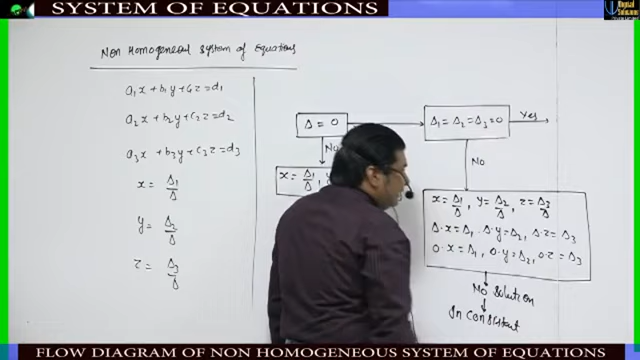 SYSTEM OF EQUATIONS
Non Homogeneous System of Equations
a₁x + b₁y + c₁z = d₁
a₂x + b₂y + c₂z = d₂
a₃x + b₃y + c₃z = d₃
x = Δ₁/Δ
y = Δ₂/Δ
z = Δ₃/Δ
Δ = 0
No
x = Δ₁/Δ,
Δ₁ = Δ₂ = Δ₃ = 0
Yes
NO
x = Δ₁/Δ, y = Δ₂/Δ, z = Δ₃/Δ
Δ·x = Δ₁, Δ·y = Δ₂, Δ·z = Δ₃
0·x = Δ₁, 0·y = Δ₂, 0·z = Δ₃
No Solution
In Consistent
FLOW DIAGRAM OF NON HOMOGENEOUS SYSTEM OF EQUATIONS